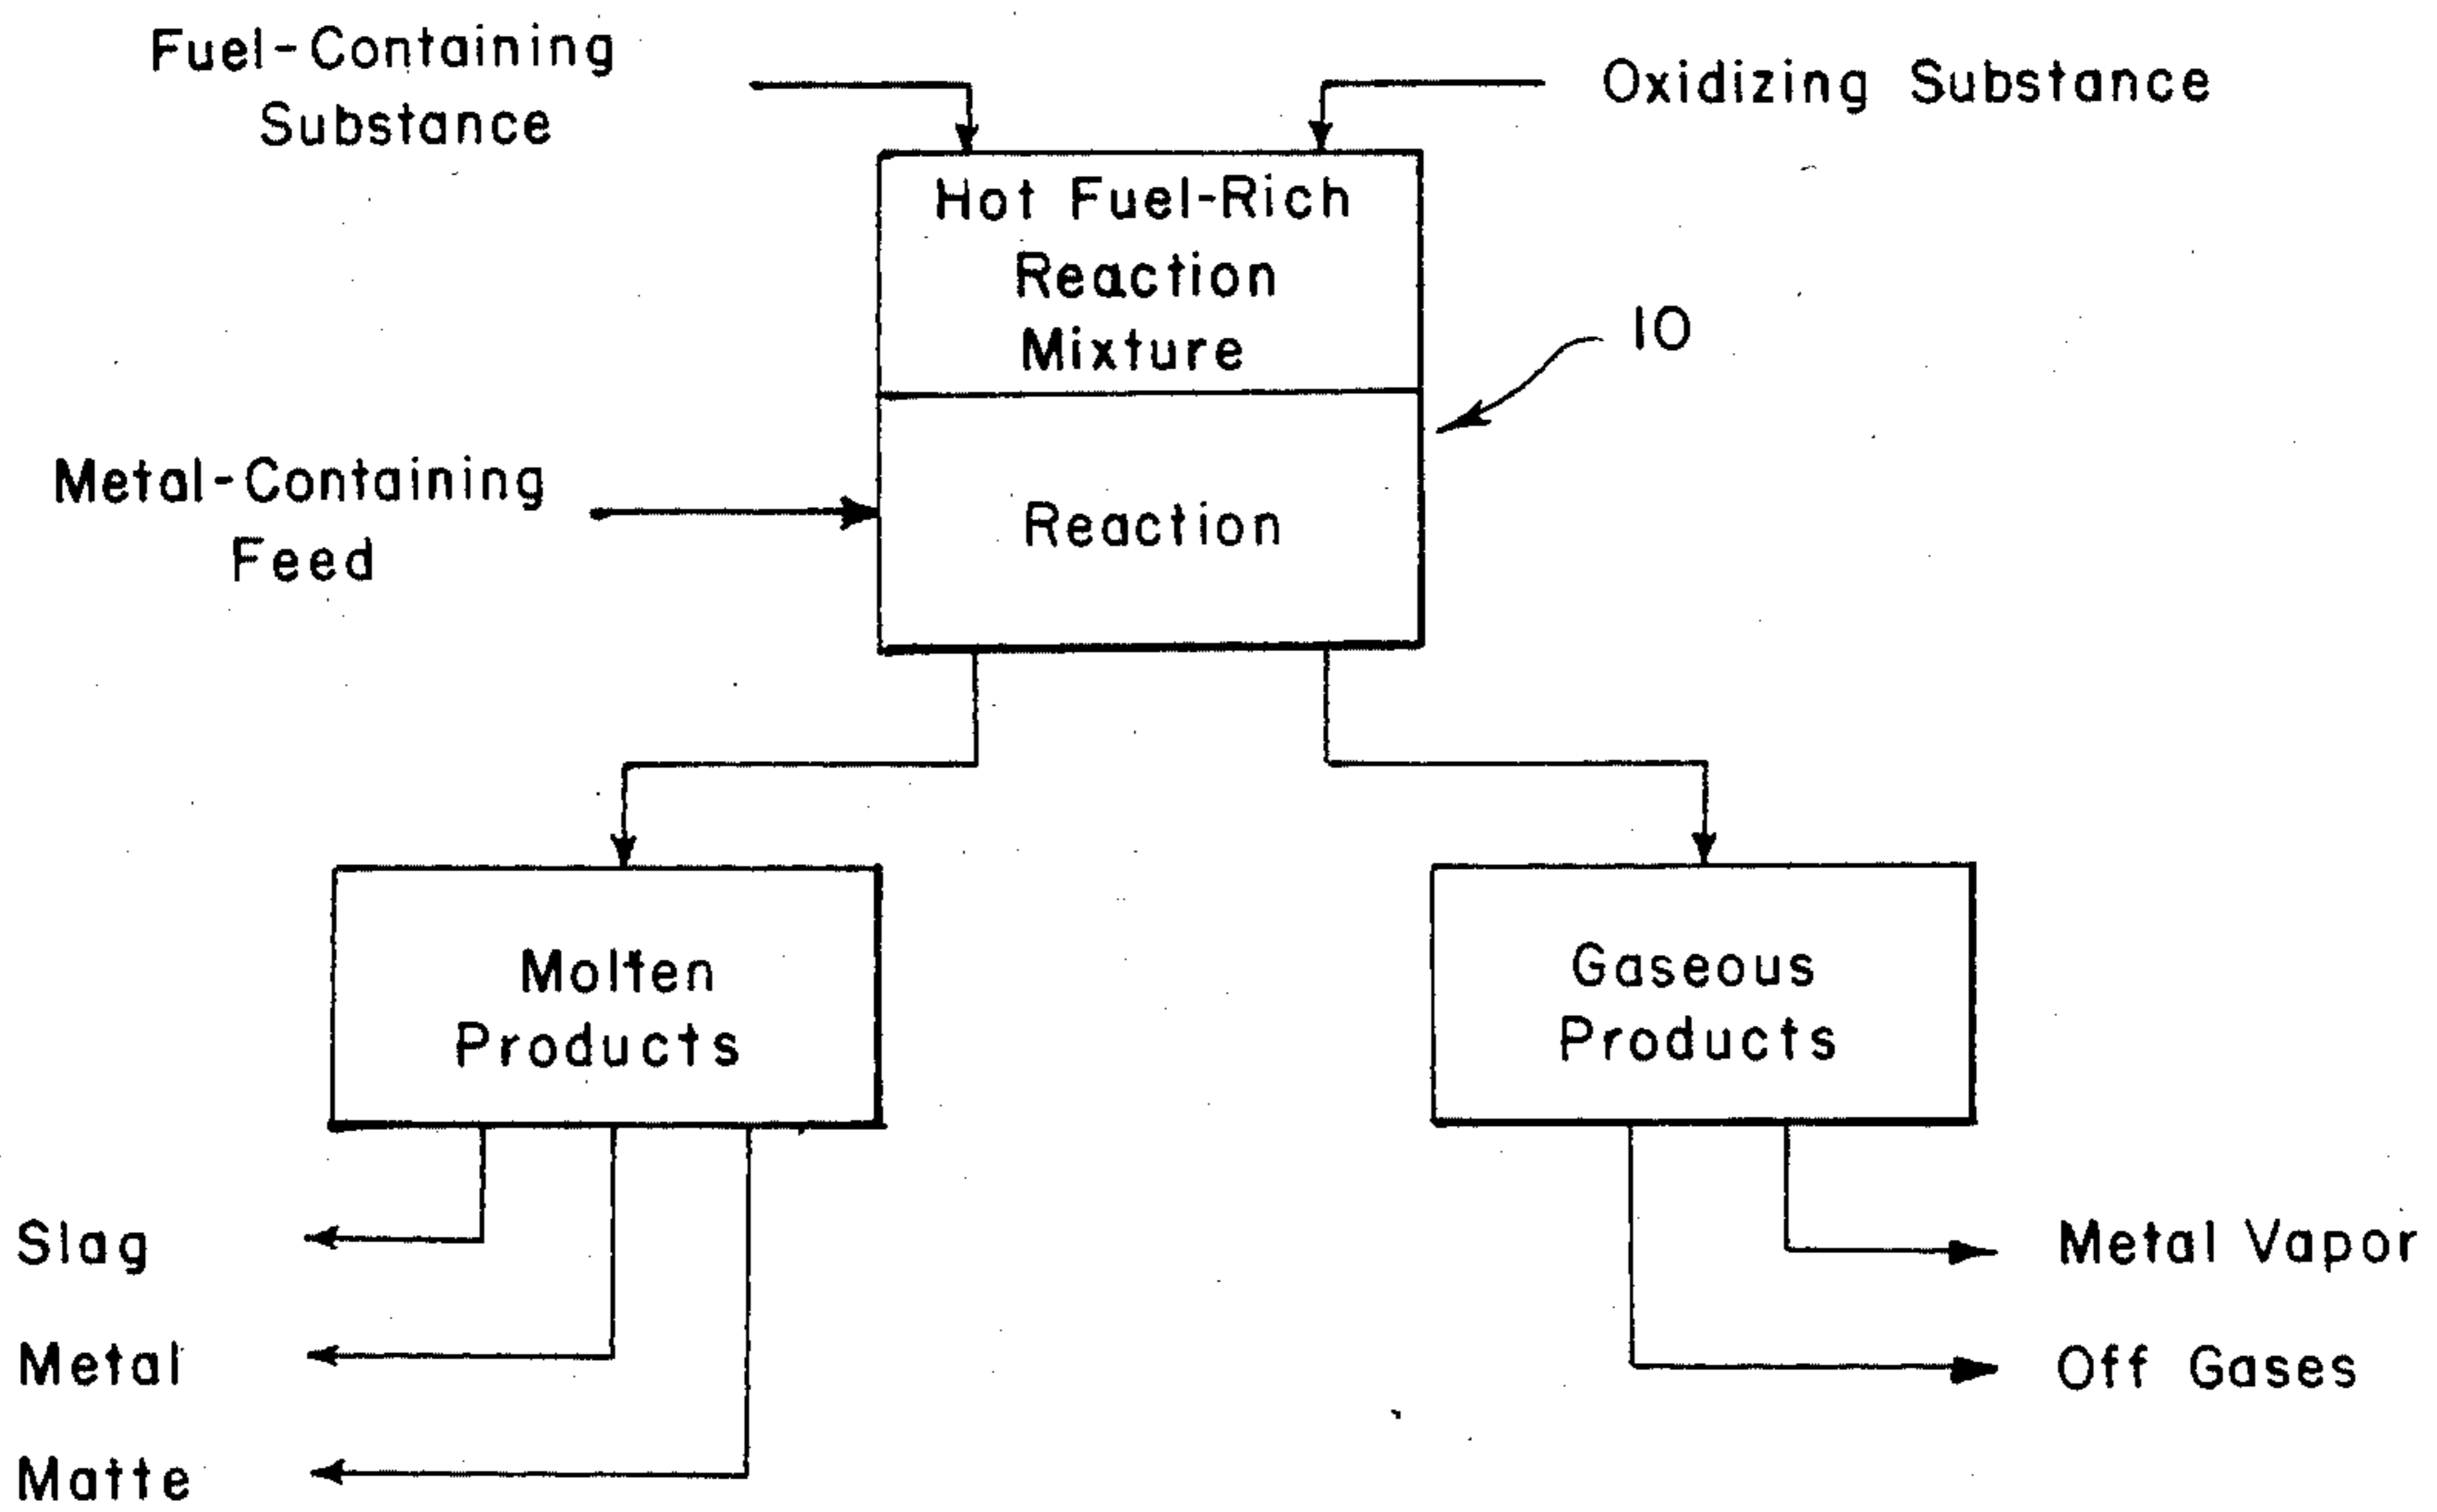 Fuel-Containing
Substance
Oxidizing Substance
Hot Fuel-Rich
Reaction
Mixture
10
Metal-Containing
Feed
Reaction
Molten
Products
Gaseous
Products
Slag
Metal Vapor
Metal
Off Gases
Matte